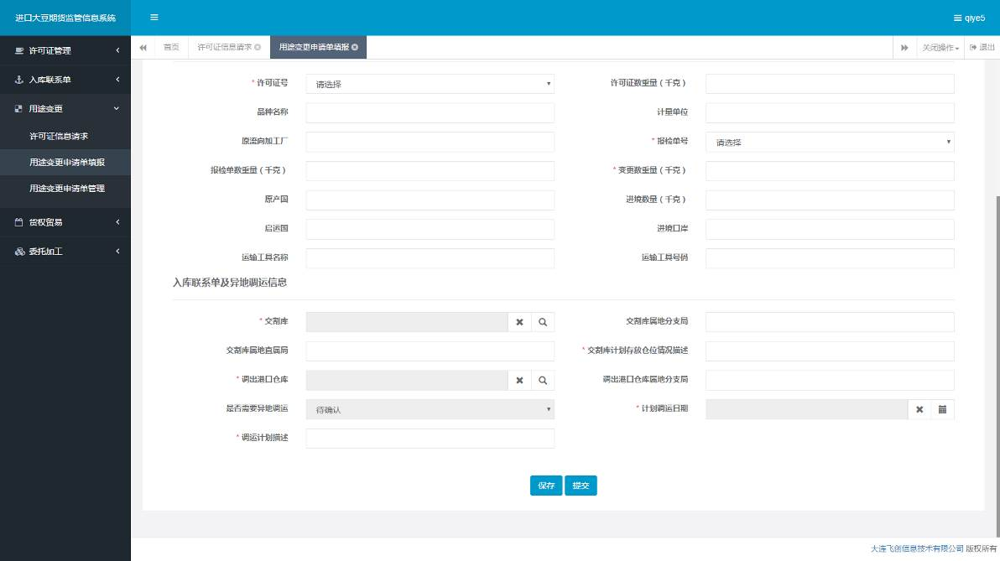 进口大豆期货监管信息系统
qiye5
首页
许可证信息请求
用途变更申请单填报
关闭操作
退出
许可证管理
入库联系单
用途变更
许可证信息请求
用途变更申请单填报
用途变更申请单管理
货权贸易
委托加工
* 许可证号
请选择
许可证数重量（千克）
品种名称
计量单位
原流向加工厂
* 报检单号
请选择
报检单数重量（千克）
* 变更数重量（千克）
原产国
进境数量（千克）
启运国
进境口岸
运输工具名称
运输工具号码
入库联系单及异地调运信息
* 交割库
交割库属地分支局
交割库属地直属局
* 交割库计划存放仓位情况描述
* 调出港口仓库
调出港口仓库属地分支局
是否需要异地调运
待确认
* 计划调运日期
* 调运计划描述
保存
提交
大连飞创信息技术有限公司 版权所有